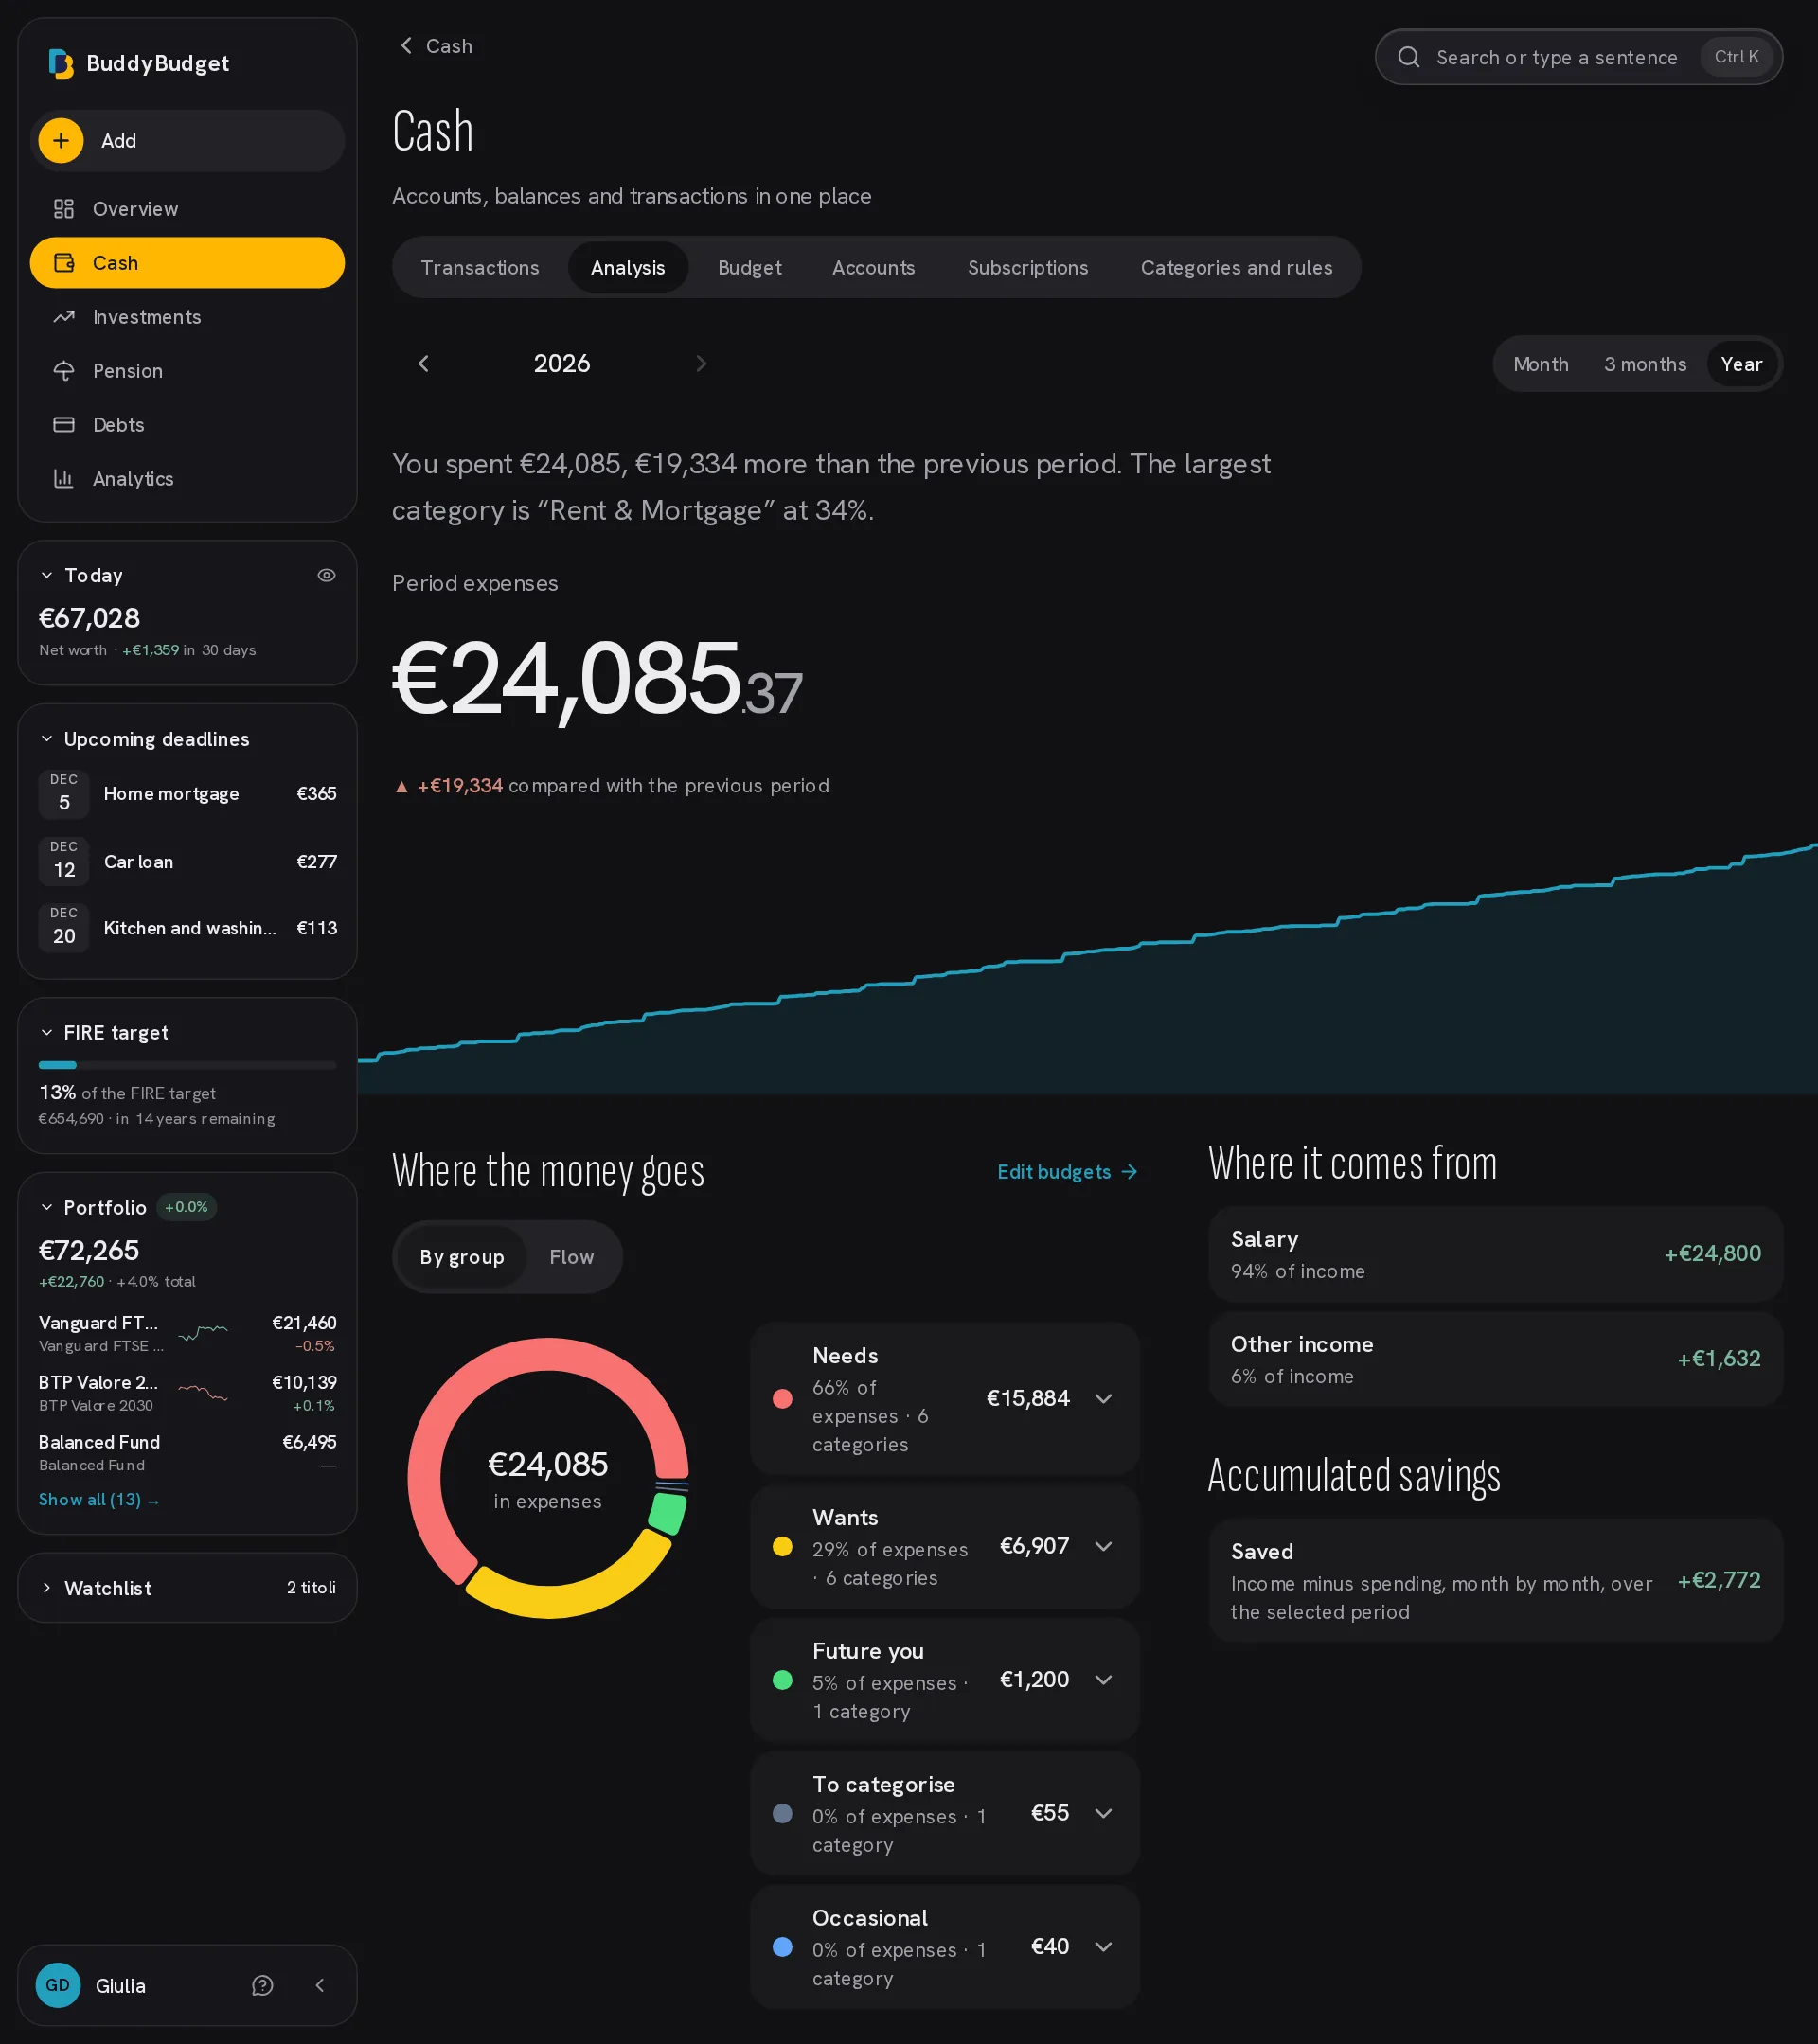 BuddyBudget
Add
Overview
Cash
Investments
Pension
Debts
Analytics
Today
€67,028
Net worth · +€1,359 in 30 days
Upcoming deadlines
DEC
5
Home mortgage
€365
DEC
12
Car loan
€277
DEC
20
Kitchen and washin...
€113
FIRE target
13% of the FIRE target
€654,690 · in 14 years remaining
Portfolio +0.0%
€72,265
+€22,760 · +4.0% total
Vanguard FT...
€21,460
Vanguard FTSE ...
-0.5%
BTP Valore 2...
€10,139
BTP Valore 2030
+0.1%
Balanced Fund
€6,495
Balanced Fund
—
Show all (13) →
Watchlist
2 titoli
GD
Giulia
Cash
Search or type a sentence
Ctrl K
Cash
Accounts, balances and transactions in one place
Transactions
Analysis
Budget
Accounts
Subscriptions
Categories and rules
2026
Month
3 months
Year
You spent €24,085, €19,334 more than the previous period. The largest
category is “Rent & Mortgage” at 34%.
Period expenses
€24,085.37
▲ +€19,334 compared with the previous period
Where the money goes
Edit budgets →
By group
Flow
€24,085
in expenses
Needs
66% of
expenses · 6
categories
€15,884
Wants
29% of expenses
· 6 categories
€6,907
Future you
5% of expenses ·
1 category
€1,200
To categorise
0% of expenses · 1
category
€55
Occasional
0% of expenses · 1
category
€40
Where it comes from
Salary
94% of income
+€24,800
Other income
6% of income
+€1,632
Accumulated savings
Saved
Income minus spending, month by month, over
the selected period
+€2,772